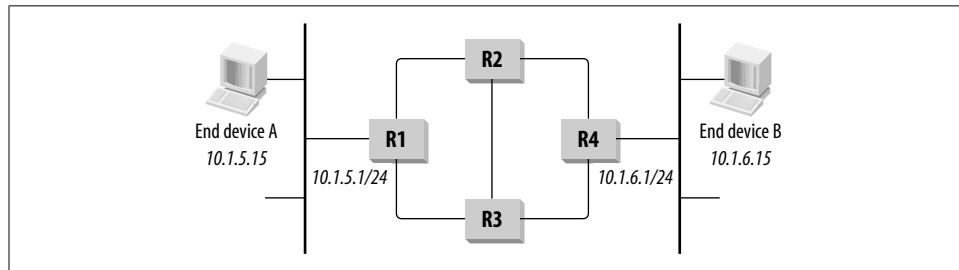 R2
End device A
10.1.5.15
R1
10.1.5.1/24
R4
10.1.6.1/24
End device B
10.1.6.15
R3